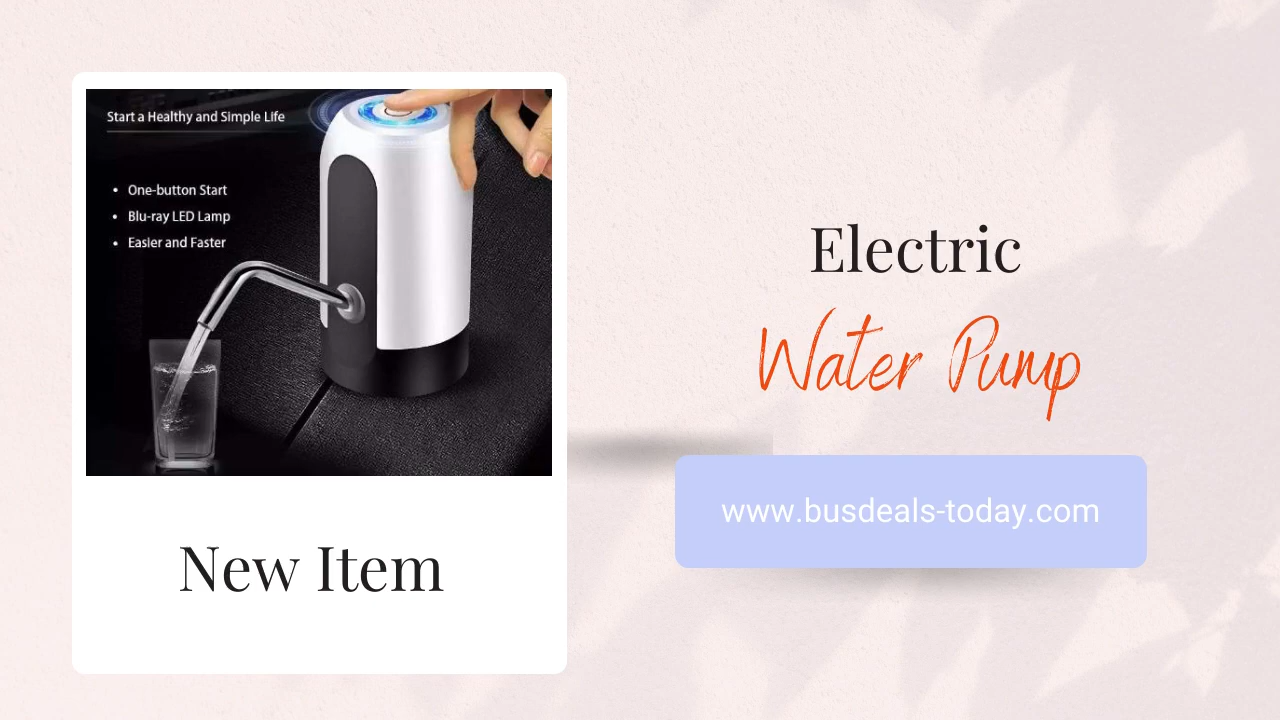 Start a Healthy and Simple Life
• One-button Start
• Blu-ray LED Lamp
• Easier and Faster
New Item
Electric
Water Pump
www.busdeals-today.com